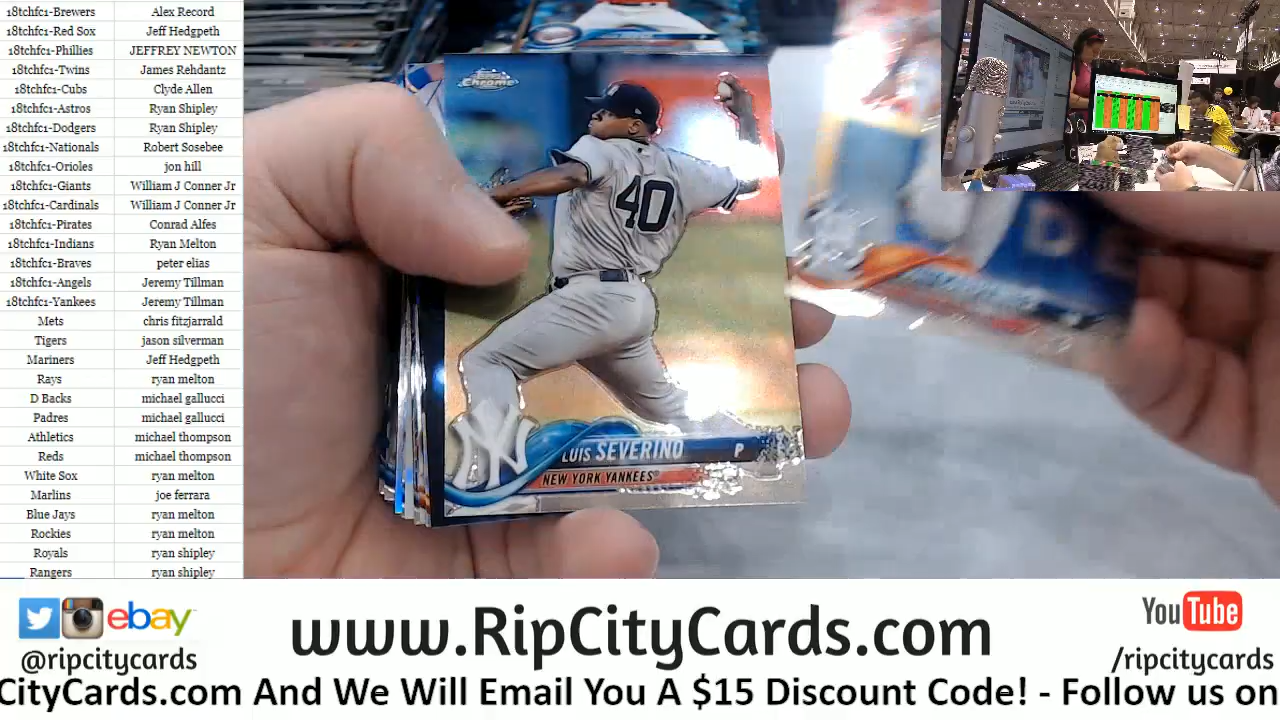 18tchfc1-Brewers Alex Record
18tchfc1-Red Sox Jeff Hedgpeth
18tchfc1-Phillies JEFFREY NEWTON
18tchfc1-Twins James Rehdantz
18tchfc1-Cubs Clyde Allen
18tchfc1-Astros Ryan Shipley
18tchfc1-Dodgers Ryan Shipley
18tchfc1-Nationals Robert Sosebee
18tchfc1-Orioles jon hill
18tchfc1-Giants William J Conner Jr
18tchfc1-Cardinals William J Conner Jr
18tchfc1-Pirates Conrad Alfes
18tchfc1-Indians Ryan Melton
18tchfc1-Braves peter elias
18tchfc1-Angels Jeremy Tillman
18tchfc1-Yankees Jeremy Tillman
Mets chris fitzjarrald
Tigers jason silverman
Mariners Jeff Hedgpeth
Rays ryan melton
D Backs michael gallucci
Padres michael gallucci
Athletics michael thompson
Reds michael thompson
White Sox ryan melton
Marlins joe ferrara
Blue Jays ryan melton
Rockies ryan melton
Royals ryan shipley
Rangers ryan shipley
Topps
Chrome
40
NY
LUIS SEVERINO P
NEW YORK YANKEES
ebay
@ripcitycards
www.RipCityCards.com
YouTube
/ripcitycards
CityCards.com And We Will Email You A $15 Discount Code! - Follow us on